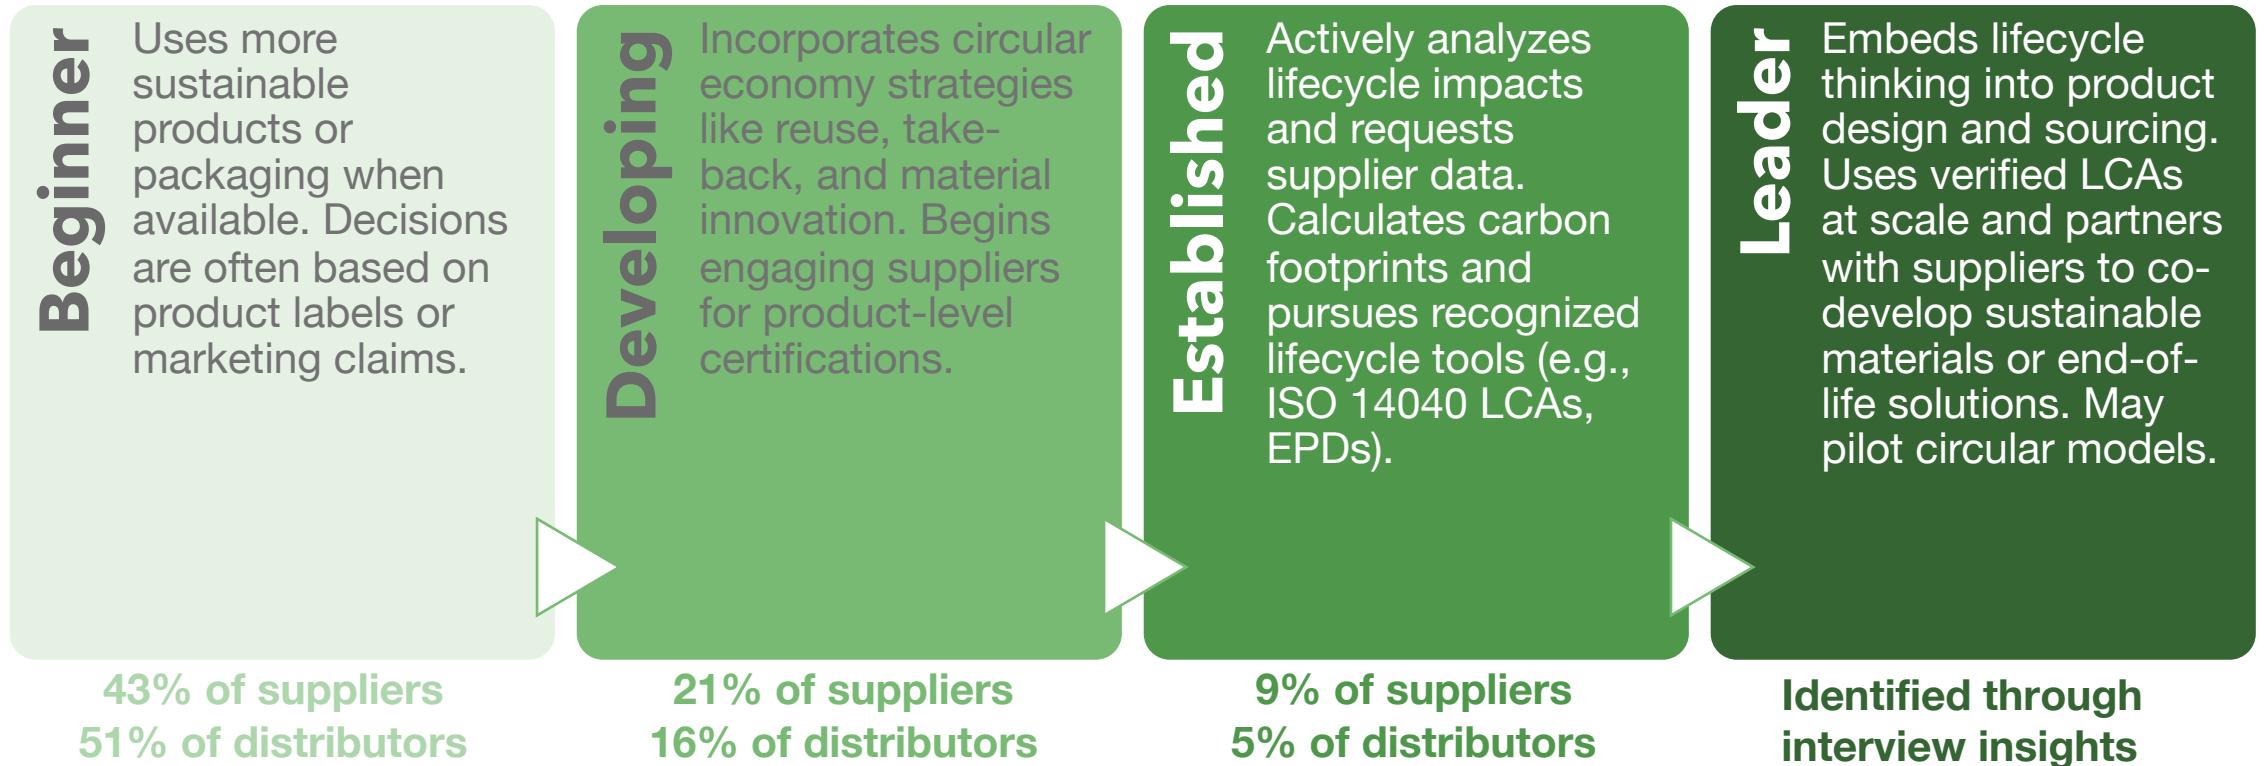 Beginner
Uses more
sustainable
products or
packaging when
available. Decisions
are often based on
product labels or
marketing claims.
43% of suppliers
51% of distributors
Developing
Incorporates circular
economy strategies
like reuse, take-
back, and material
innovation. Begins
engaging suppliers
for product-level
certifications.
21% of suppliers
16% of distributors
Established
Actively analyzes
lifecycle impacts
and requests
supplier data.
Calculates carbon
footprints and
pursues recognized
lifecycle tools (e.g.,
ISO 14040 LCAs,
EPDs).
9% of suppliers
5% of distributors
Leader
Embeds lifecycle
thinking into product
design and sourcing.
Uses verified LCAs
at scale and partners
with suppliers to co-
develop sustainable
materials or end-of-
life solutions. May
pilot circular models.
Identified through
interview insights